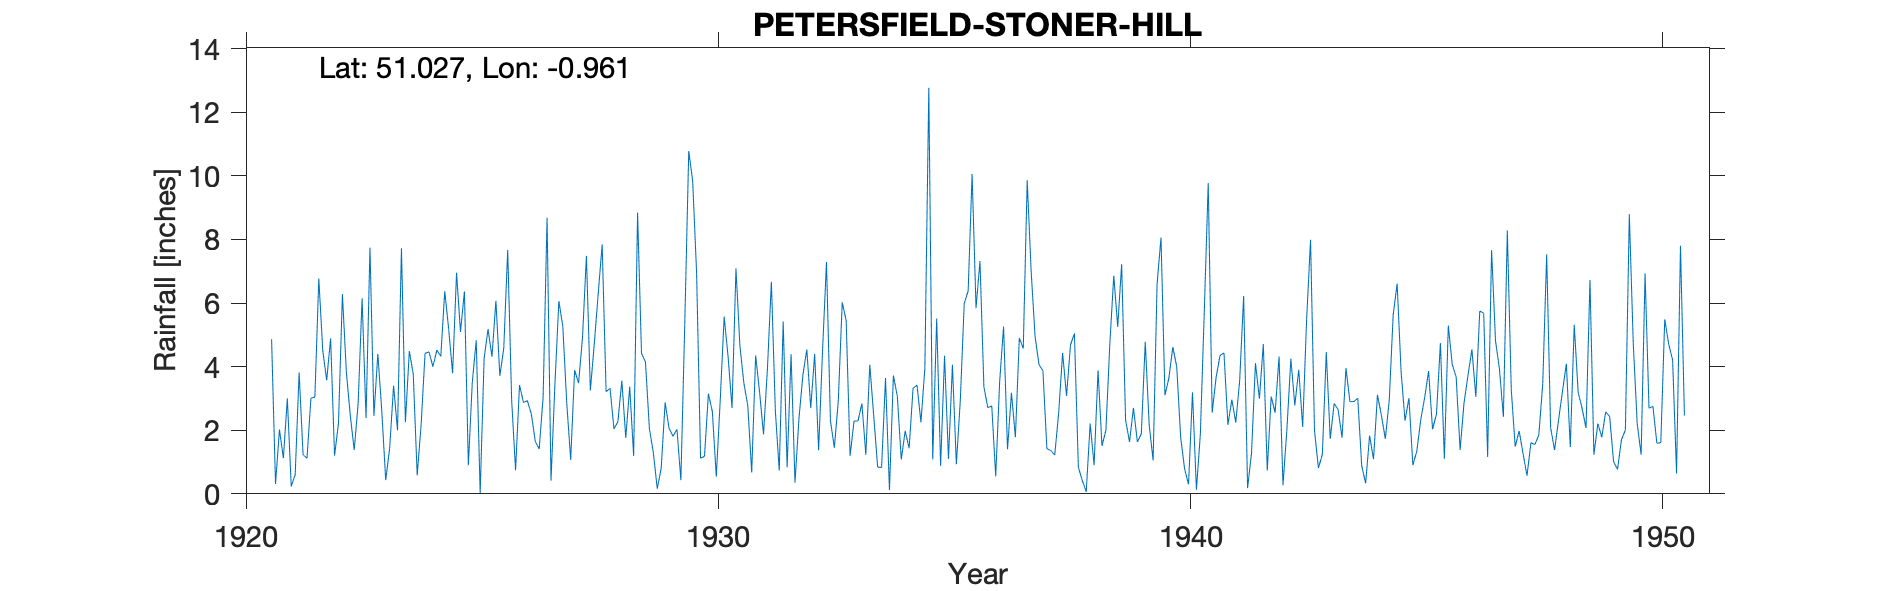 PETERSFIELD-STONER-HILL
Lat: 51.027, Lon: -0.961
14
12
10
8
6
4
2
0
Rainfall [inches]
1920 1930 1940 1950
Year